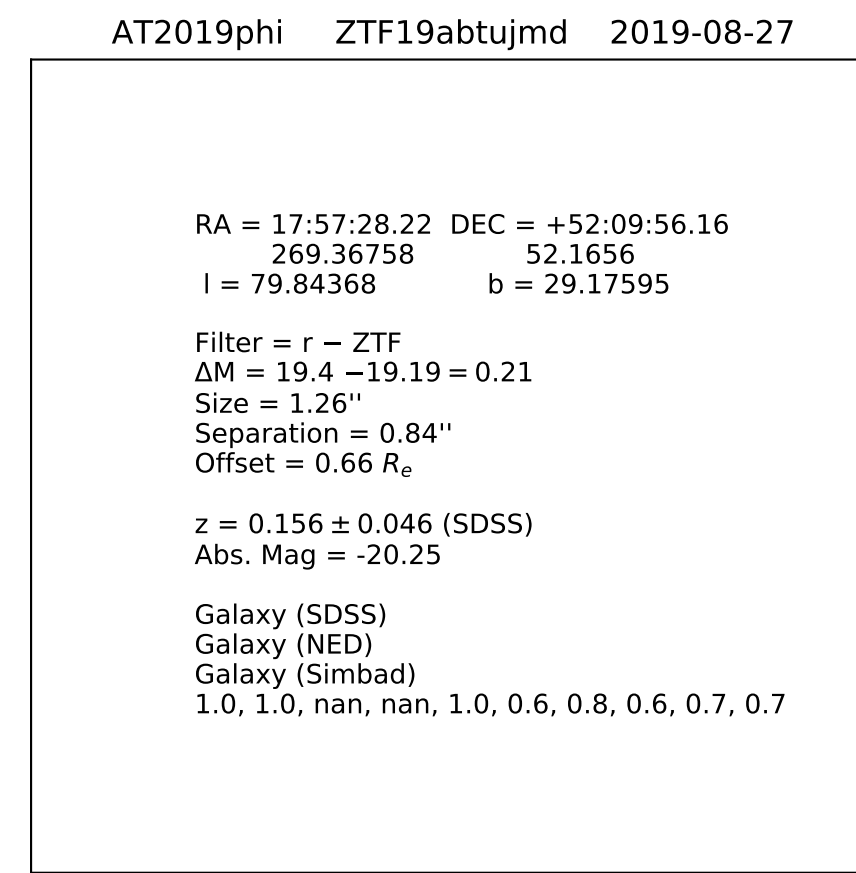 AT2019phi ZTF19abtujmd 2019-08-27
RA = 17:57:28.22 DEC = +52:09:56.16
269.36758 52.1656
l = 79.84368 b = 29.17595
Filter = r − ZTF
ΔM = 19.4 −19.19 = 0.21
Size = 1.26''
Separation = 0.84''
Offset = 0.66 Rₑ
z = 0.156 ± 0.046 (SDSS)
Abs. Mag = -20.25
Galaxy (SDSS)
Galaxy (NED)
Galaxy (Simbad)
1.0, 1.0, nan, nan, 1.0, 0.6, 0.8, 0.6, 0.7, 0.7